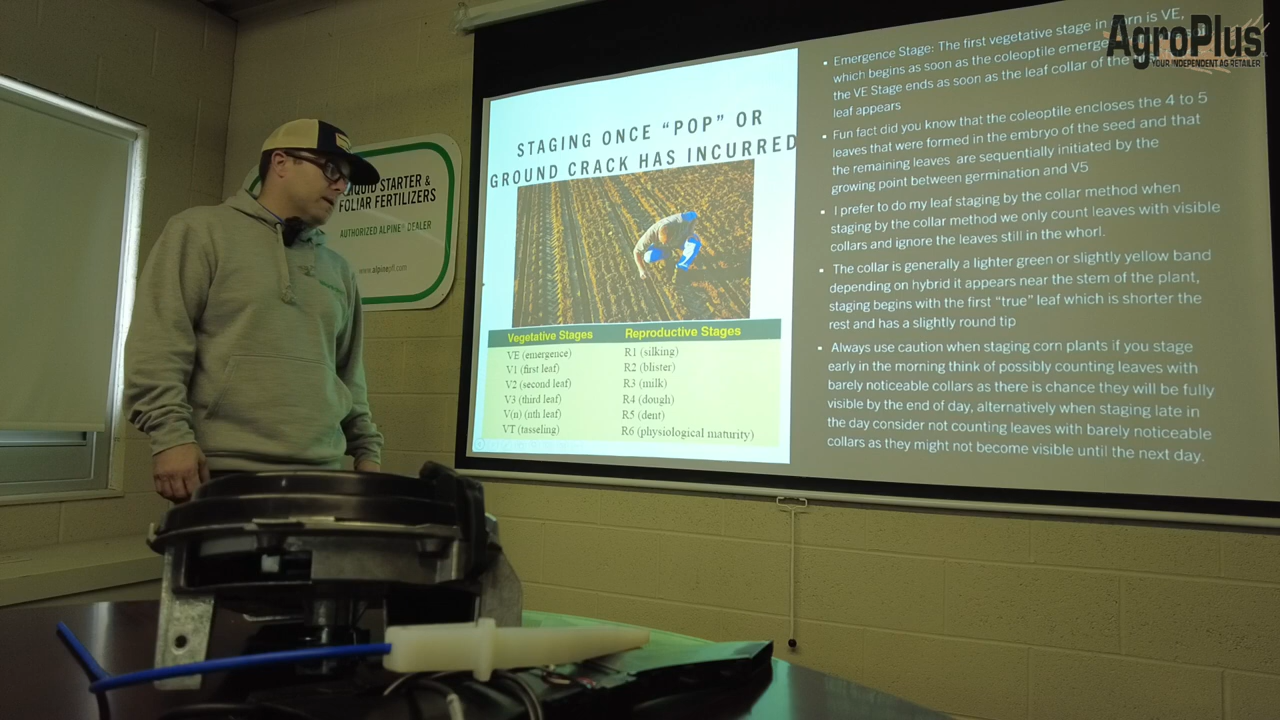 AgroPlus
YOUR INDEPENDENT AG RETAILER
LIQUID STARTER &
FOLIAR FERTILIZERS
AUTHORIZED ALPINE® DEALER
www.alpinepfl.com
STAGING ONCE “POP” OR
GROUND CRACK HAS INCURRED
Vegetative Stages Reproductive Stages
VE (emergence) R1 (silking)
V1 (first leaf) R2 (blister)
V2 (second leaf) R3 (milk)
V3 (third leaf) R4 (dough)
V(n) (nth leaf) R5 (dent)
VT (tasseling) R6 (physiological maturity)
• Emergence Stage: The first vegetative stage in corn is VE,
which begins as soon as the coleoptile
the VE Stage ends as soon as the leaf collar of the
leaf appears
• Fun fact did you know that the coleoptile encloses the 4 to 5
leaves that were formed in the embryo of the seed and that
the remaining leaves are sequentially initiated by the
growing point between germination and V5
• I prefer to do my leaf staging by the collar method when
staging by the collar method we only count leaves with visible
collars and ignore the leaves still in the whorl.
• The collar is generally a lighter green or slightly yellow band
depending on hybrid it appears near the stem of the plant,
staging begins with the first “true” leaf which is shorter the
rest and has a slightly round tip
• Always use caution when staging corn plants if you stage
early in the morning think of possibly counting leaves with
barely noticeable collars as there is chance they will be fully
visible by the end of day, alternatively when staging late in
the day consider not counting leaves with barely noticeable
collars as they might not become visible until the next day.